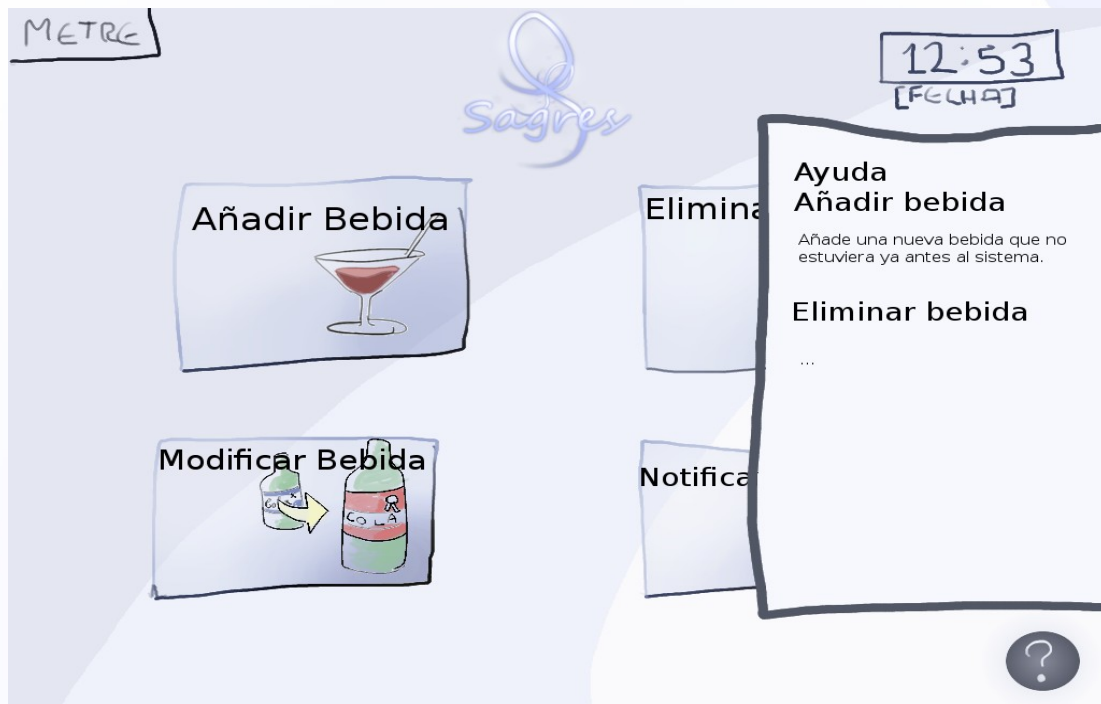 METRE
Sagres
12:53
[FECHA]
Añadir Bebida
Elimina
Ayuda
Añadir bebida
Añade una nueva bebida que no
estuviera ya antes al sistema.
Eliminar bebida
...
Modificar Bebida
COLA
Notifica
?